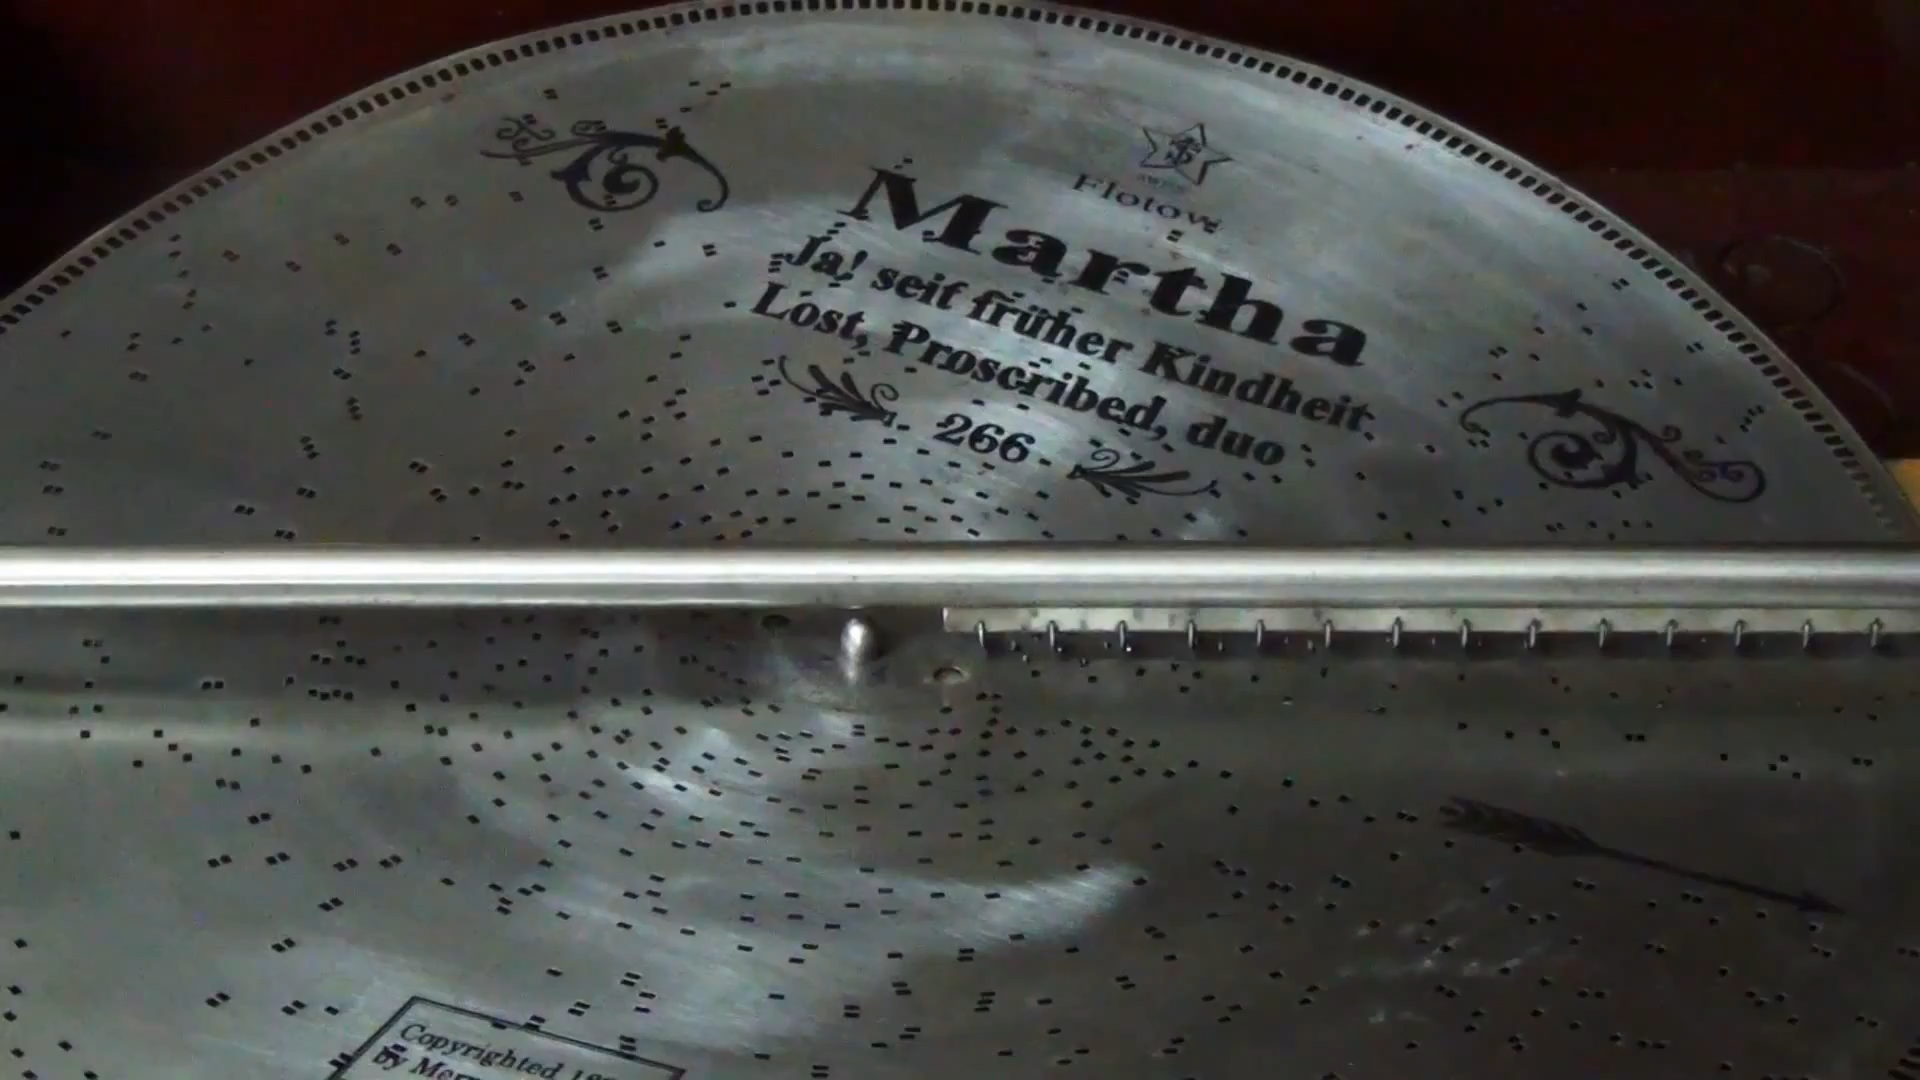 Flotow
Martha
Ja! seit früher Kindheit
Lost, Proscribed, duo
266
Copyrighted
by